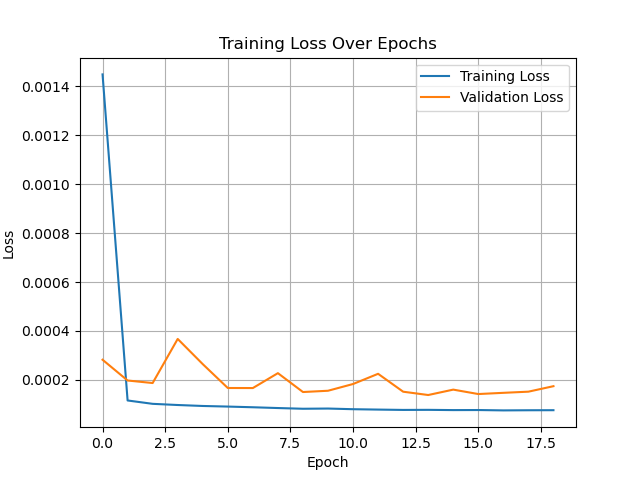 Training Loss Over Epochs
Training Loss
Validation Loss
0.0014
0.0012
0.0010
0.0008
0.0006
0.0004
0.0002
Loss
0.0 2.5 5.0 7.5 10.0 12.5 15.0 17.5
Epoch